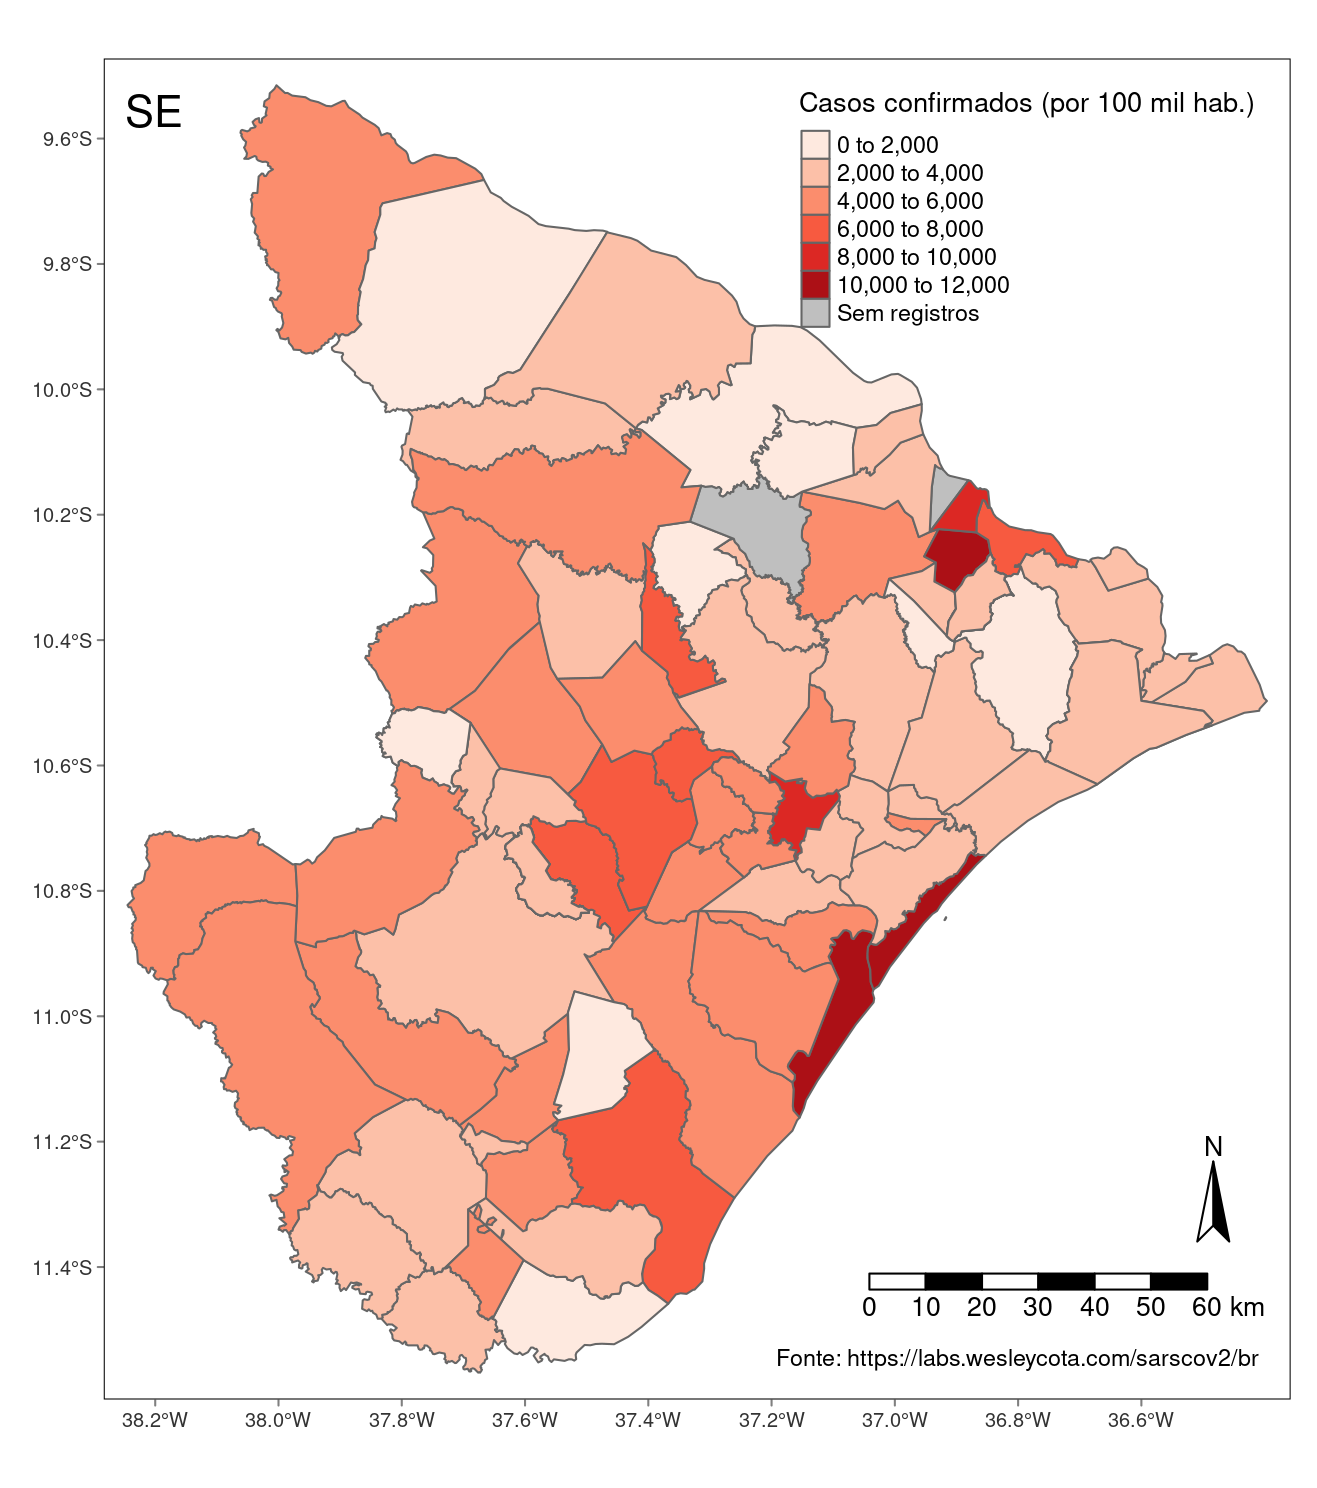 SE
Casos confirmados (por 100 mil hab.)
0 to 2,000
2,000 to 4,000
4,000 to 6,000
6,000 to 8,000
8,000 to 10,000
10,000 to 12,000
Sem registros
9.6°S
9.8°S
10.0°S
10.2°S
10.4°S
10.6°S
10.8°S
11.0°S
11.2°S
11.4°S
N
0 10 20 30 40 50 60 km
Fonte: https://labs.wesleycota.com/sarscov2/br
38.2°W 38.0°W 37.8°W 37.6°W 37.4°W 37.2°W 37.0°W 36.8°W 36.6°W